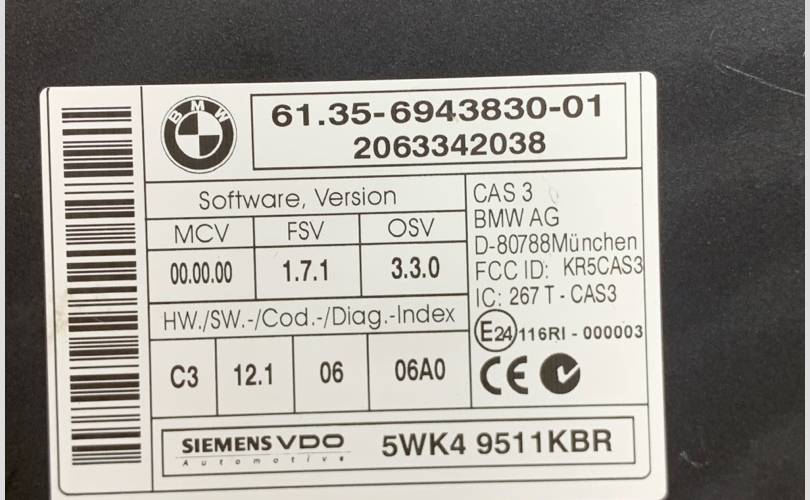 BMW
61.35-6943830-01
2063342038
Software, Version
MCV FSV OSV
00.00.00 1.7.1 3.3.0
HW./SW.-/Cod.-/Diag.-Index
C3 12.1 06 06A0
CAS 3
BMW AG
D-80788München
FCC ID: KR5CAS3
IC: 267 T - CAS3
E24 116RI - 000003
CE
SIEMENS VDO
Automotive
5WK4 9511KBR